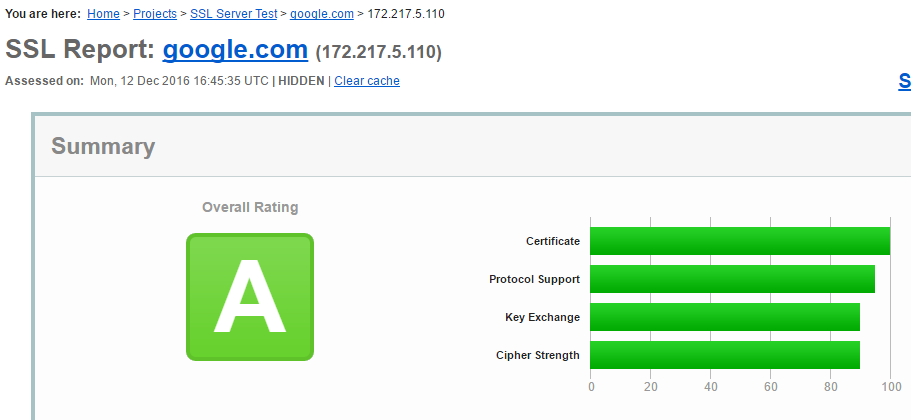 You are here: Home > Projects > SSL Server Test > google.com > 172.217.5.110
SSL Report: google.com (172.217.5.110)
Assessed on: Mon, 12 Dec 2016 16:45:35 UTC | HIDDEN | Clear cache
S
Summary
Overall Rating
A
Certificate
Protocol Support
Key Exchange
Cipher Strength
0 20 40 60 80 100